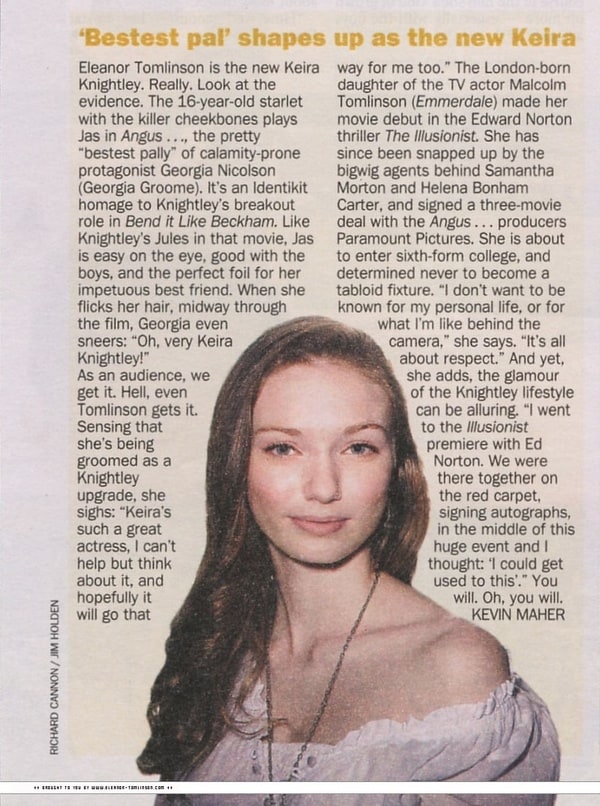 'Bestest pal' shapes up as the new Keira
Eleanor Tomlinson is the new Keira
Knightley. Really. Look at the
evidence. The 16-year-old starlet
with the killer cheekbones plays
Jas in Angus . . ., the pretty
"bestest pally" of calamity-prone
protagonist Georgia Nicolson
(Georgia Groome). It's an Identikit
homage to Knightley's breakout
role in Bend it Like Beckham. Like
Knightley's Jules in that movie, Jas
is easy on the eye, good with the
boys, and the perfect foil for her
impetuous best friend. When she
flicks her hair, midway through
the film, Georgia even
sneers: "Oh, very Keira
Knightley!"
As an audience, we
get it. Hell, even
Tomlinson gets it.
Sensing that
she's being
groomed as a
Knightley
upgrade, she
sighs: "Keira's
such a great
actress, I can't
help but think
about it, and
hopefully it
will go that
way for me too." The London-born
daughter of the TV actor Malcolm
Tomlinson (Emmerdale) made her
movie debut in the Edward Norton
thriller The Illusionist. She has
since been snapped up by the
bigwig agents behind Samantha
Morton and Helena Bonham
Carter, and signed a three-movie
deal with the Angus . . . producers
Paramount Pictures. She is about
to enter sixth-form college, and
determined never to become a
tabloid fixture. "I don't want to be
known for my personal life, or for
what I'm like behind the
camera," she says. "It's all
about respect." And yet,
she adds, the glamour
of the Knightley lifestyle
can be alluring. "I went
to the Illusionist
premiere with Ed
Norton. We were
there together on
the red carpet,
signing autographs,
in the middle of this
huge event and I
thought: 'I could get
used to this'." You
will. Oh, you will.
KEVIN MAHER
RICHARD CANNON / JIM HOLDEN
++ BROUGHT TO YOU BY WWW.ELEANOR-TOMLINSON.COM ++